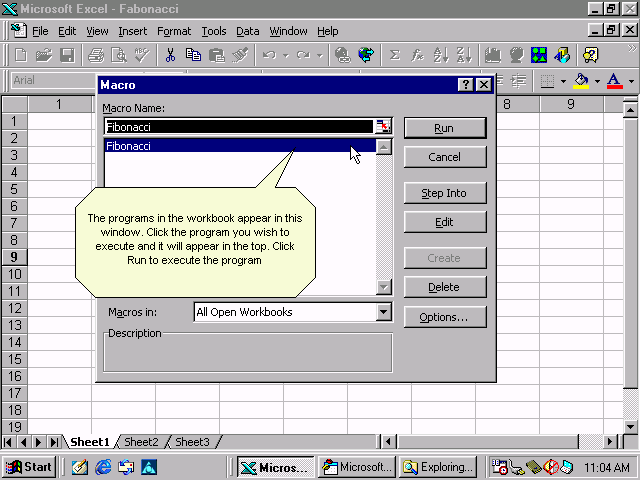 Microsoft Excel - Fabonacci
File Edit View Insert Format Tools Data Window Help
Arial
Macro
Macro Name:
Fibonacci
Fibonacci
Run
Cancel
Step Into
Edit
Create
Delete
Options...
The programs in the workbook appear in this
window. Click the program you wish to
execute and it will appear in the top. Click
Run to execute the program
Macros in:
All Open Workbooks
Description
1 8 9
1
2
3
4
5
6
7
8
9
10
11
12
13
14
15
16
17
18
19
Sheet1 Sheet2 Sheet3
Start
Micros...
Microsoft...
Exploring...
11:04 AM